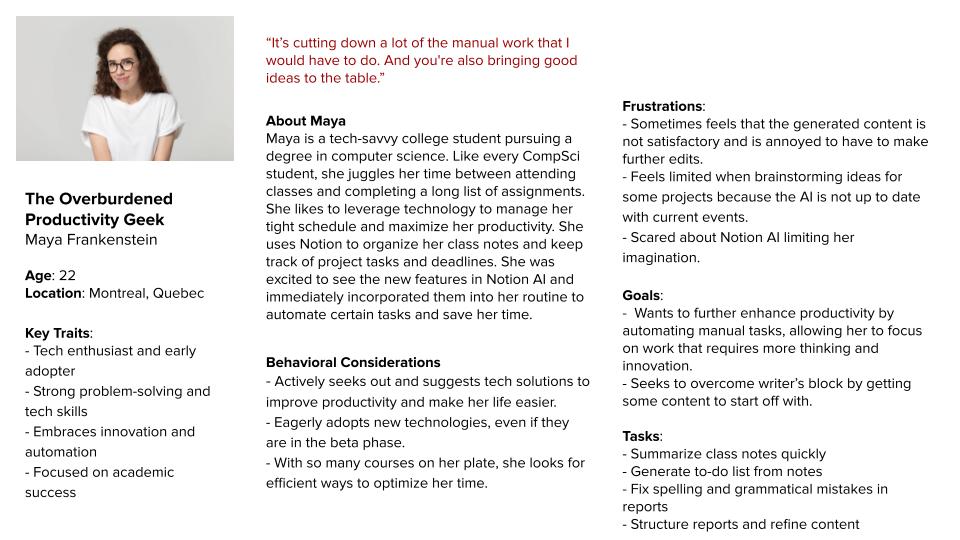 The Overburdened
Productivity Geek
Maya Frankenstein
Age: 22
Location: Montreal, Quebec
Key Traits:
- Tech enthusiast and early
adopter
- Strong problem-solving and
tech skills
- Embraces innovation and
automation
- Focused on academic
success
“It’s cutting down a lot of the manual work that I
would have to do. And you're also bringing good
ideas to the table.”
About Maya
Maya is a tech-savvy college student pursuing a
degree in computer science. Like every CompSci
student, she juggles her time between attending
classes and completing a long list of assignments.
She likes to leverage technology to manage her
tight schedule and maximize her productivity. She
uses Notion to organize her class notes and keep
track of project tasks and deadlines. She was
excited to see the new features in Notion AI and
immediately incorporated them into her routine to
automate certain tasks and save her time.
Behavioral Considerations
- Actively seeks out and suggests tech solutions to
improve productivity and make her life easier.
- Eagerly adopts new technologies, even if they
are in the beta phase.
- With so many courses on her plate, she looks for
efficient ways to optimize her time.
Frustrations:
- Sometimes feels that the generated content is
not satisfactory and is annoyed to have to make
further edits.
- Feels limited when brainstorming ideas for
some projects because the AI is not up to date
with current events.
- Scared about Notion AI limiting her
imagination.
Goals:
- Wants to further enhance productivity by
automating manual tasks, allowing her to focus
on work that requires more thinking and
innovation.
- Seeks to overcome writer’s block by getting
some content to start off with.
Tasks:
- Summarize class notes quickly
- Generate to-do list from notes
- Fix spelling and grammatical mistakes in
reports
- Structure reports and refine content